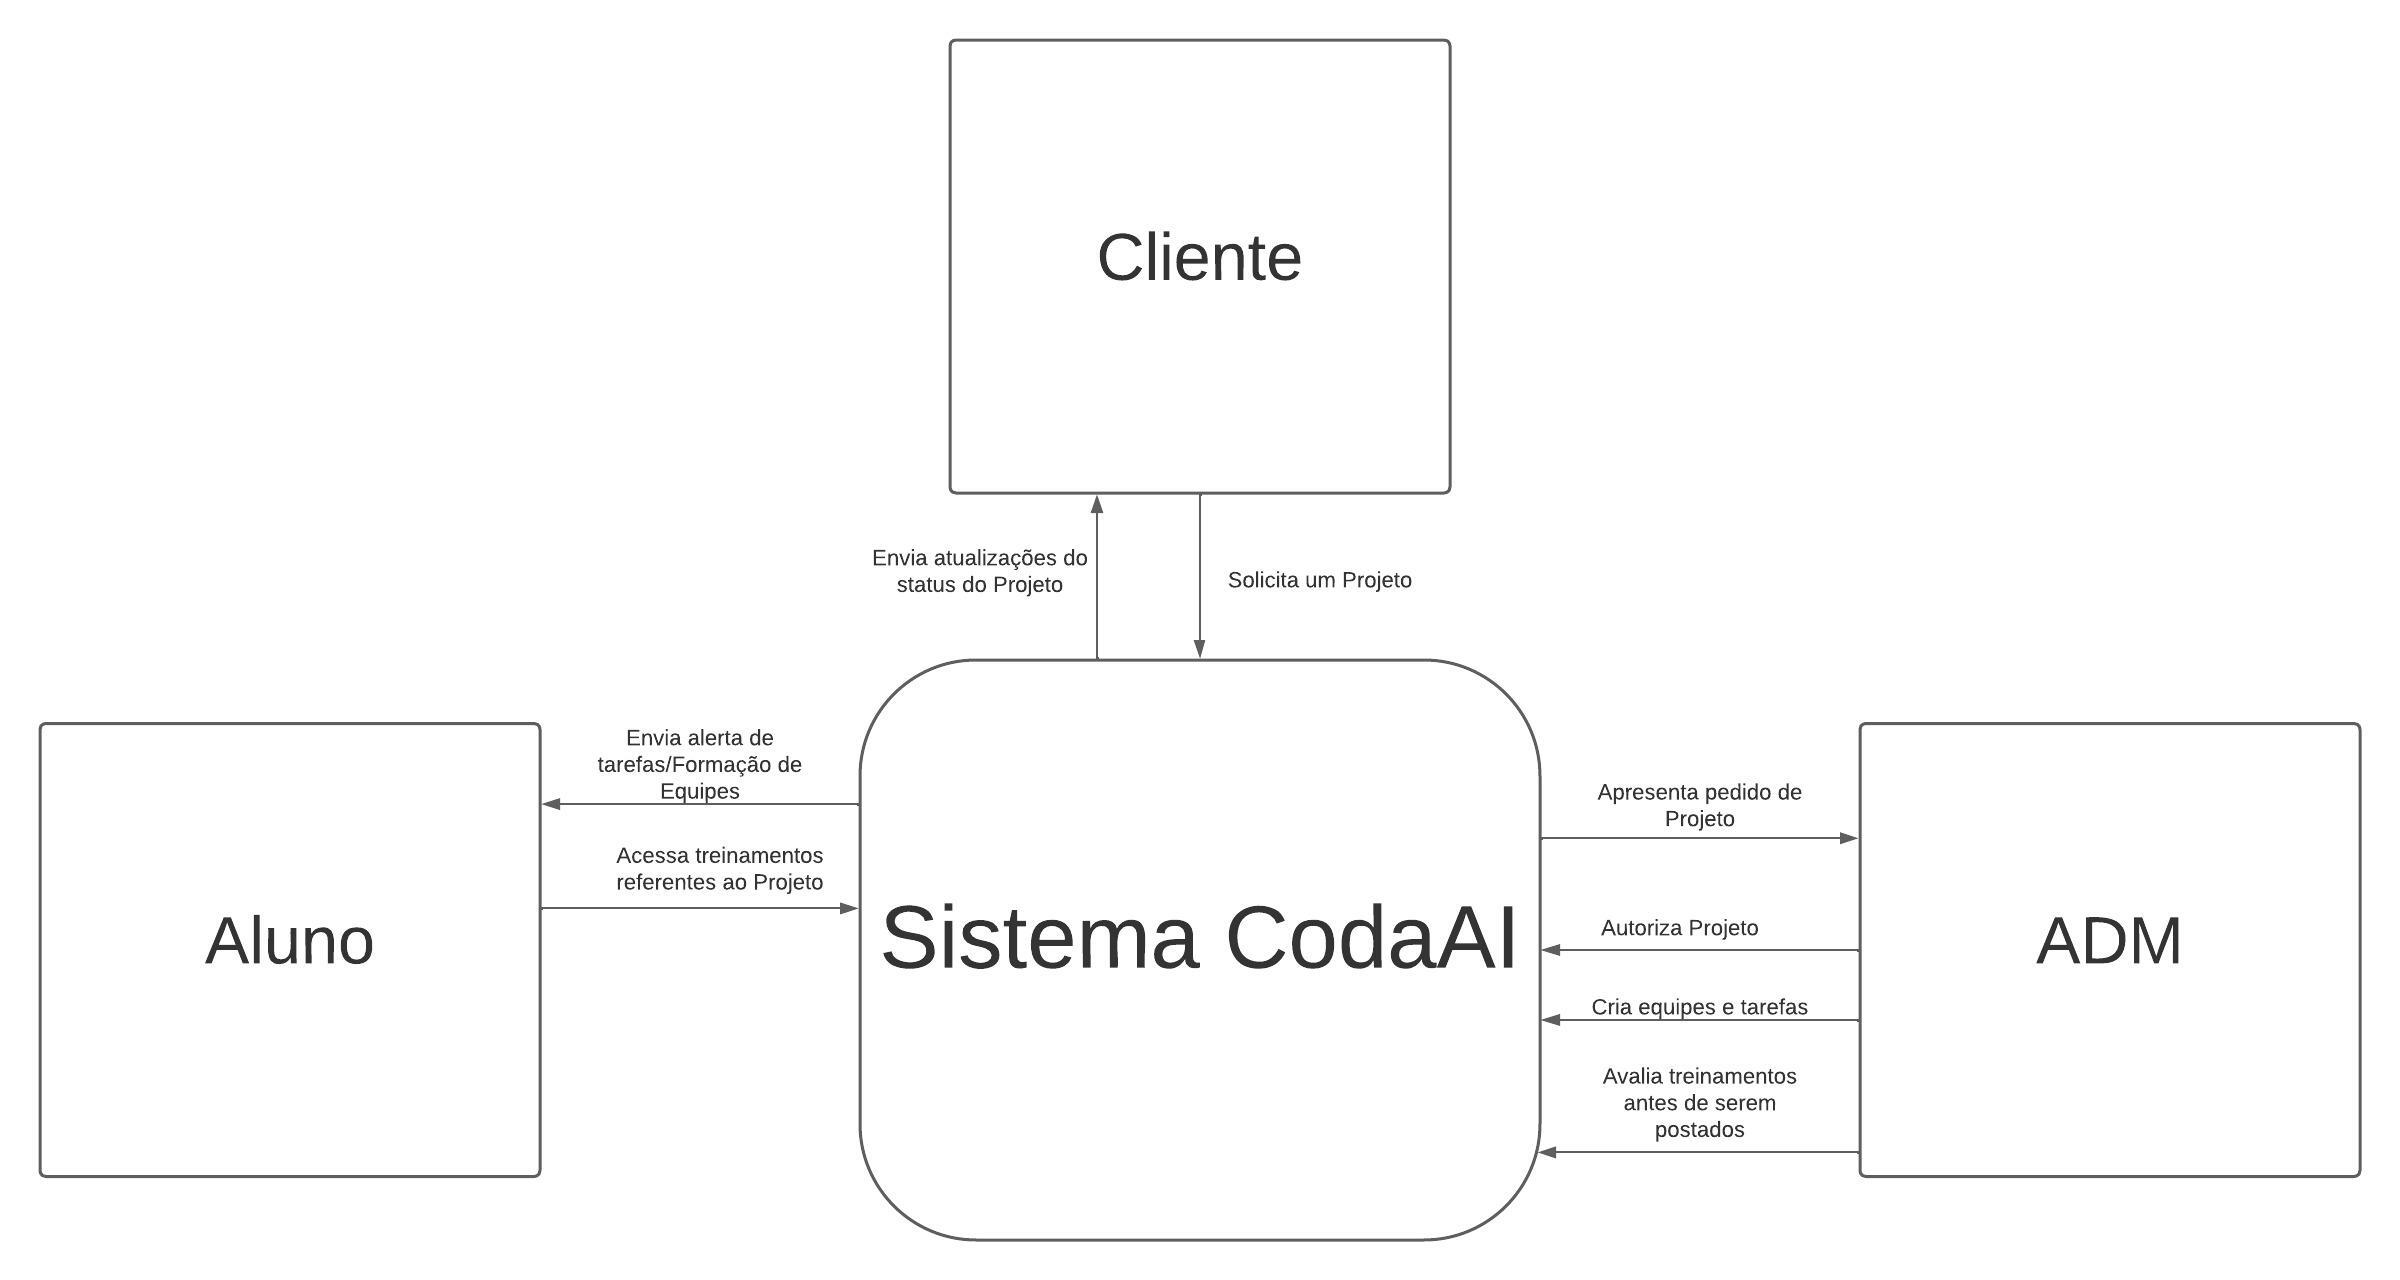 Cliente
Envia atualizações do
status do Projeto
Solicita um Projeto
Envia alerta de
tarefas/Formação de
Equipes
Acessa treinamentos
referentes ao Projeto
Aluno
Sistema CodaAI
Apresenta pedido de
Projeto
Autoriza Projeto
Cria equipes e tarefas
Avalia treinamentos
antes de serem
postados
ADM